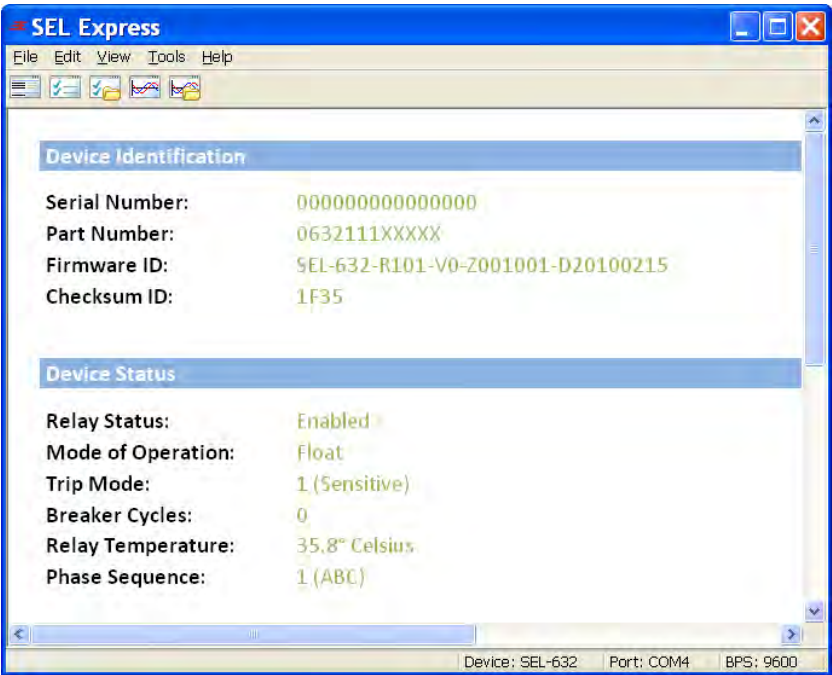 SEL Express
File Edit View Tools Help
Device Identification
Serial Number: 000000000000000
Part Number: 0632111XXXXX
Firmware ID: SEL-632-R101-V0-Z001001-D20100215
Checksum ID: 1F35
Device Status
Relay Status: Enabled
Mode of Operation: Float
Trip Mode: 1 (Sensitive)
Breaker Cycles: 0
Relay Temperature: 35.8° Celsius
Phase Sequence: 1 (ABC)
Device: SEL-632 Port: COM4 BPS: 9600